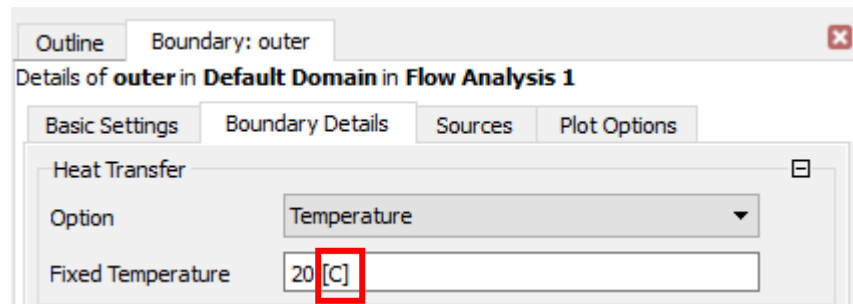 Outline Boundary: outer
Details of outer in Default Domain in Flow Analysis 1
Basic Settings Boundary Details Sources Plot Options
Heat Transfer
Option Temperature
Fixed Temperature 20 [C]